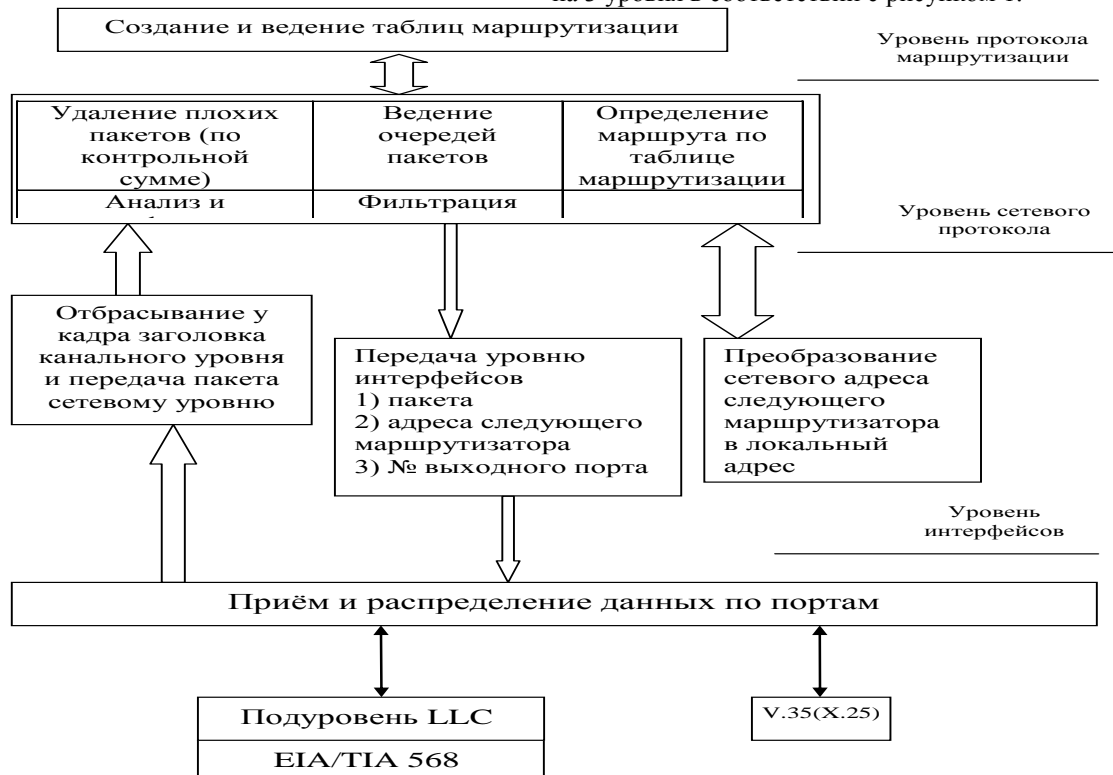 на 3 уровня в соответствии с рисунком 1.
Создание и ведение таблиц маршрутизации
Уровень протокола
маршрутизации
Удаление плохих
пакетов (по
контрольной
сумме)
Ведение
очередей
пакетов
Определение
маршрута по
таблице
маршрутизации
Анализ и
Фильтрация
Уровень сетевого
протокола
Отбрасывание у
кадра заголовка
канального уровня
и передача пакета
сетевому уровню
Передача уровню
интерфейсов
1) пакета
2) адреса следующего
маршрутизатора
3) № выходного порта
Преобразование
сетевого адреса
следующего
маршрутизатора
в локальный
адрес
Уровень
интерфейсов
Приём и распределение данных по портам
Подуровень LLC
EIA/TIA 568
V.35(X.25)